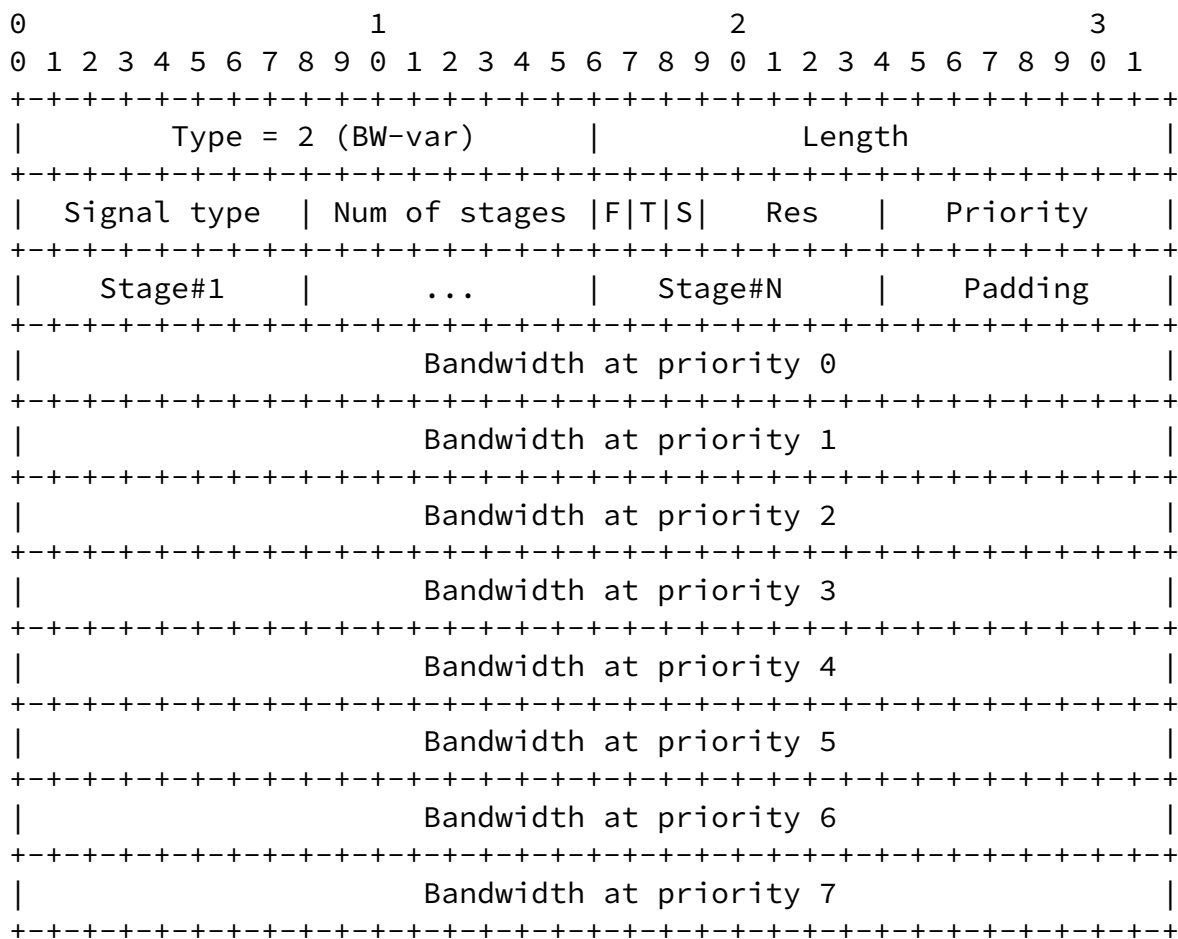 0                   1                   2                   3
0 1 2 3 4 5 6 7 8 9 0 1 2 3 4 5 6 7 8 9 0 1 2 3 4 5 6 7 8 9 0 1
+-+-+-+-+-+-+-+-+-+-+-+-+-+-+-+-+-+-+-+-+-+-+-+-+-+-+-+-+-+-+-+-+
|        Type = 2 (BW-var)      |           Length              |
+-+-+-+-+-+-+-+-+-+-+-+-+-+-+-+-+-+-+-+-+-+-+-+-+-+-+-+-+-+-+-+-+
|  Signal type  | Num of stages |F|T|S|   Res   |   Priority    |
+-+-+-+-+-+-+-+-+-+-+-+-+-+-+-+-+-+-+-+-+-+-+-+-+-+-+-+-+-+-+-+-+
|    Stage#1    |      ...      |   Stage#N     |    Padding    |
+-+-+-+-+-+-+-+-+-+-+-+-+-+-+-+-+-+-+-+-+-+-+-+-+-+-+-+-+-+-+-+-+
|                      Bandwidth at priority 0                  |
+-+-+-+-+-+-+-+-+-+-+-+-+-+-+-+-+-+-+-+-+-+-+-+-+-+-+-+-+-+-+-+-+
|                      Bandwidth at priority 1                  |
+-+-+-+-+-+-+-+-+-+-+-+-+-+-+-+-+-+-+-+-+-+-+-+-+-+-+-+-+-+-+-+-+
|                      Bandwidth at priority 2                  |
+-+-+-+-+-+-+-+-+-+-+-+-+-+-+-+-+-+-+-+-+-+-+-+-+-+-+-+-+-+-+-+-+
|                      Bandwidth at priority 3                  |
+-+-+-+-+-+-+-+-+-+-+-+-+-+-+-+-+-+-+-+-+-+-+-+-+-+-+-+-+-+-+-+-+
|                      Bandwidth at priority 4                  |
+-+-+-+-+-+-+-+-+-+-+-+-+-+-+-+-+-+-+-+-+-+-+-+-+-+-+-+-+-+-+-+-+
|                      Bandwidth at priority 5                  |
+-+-+-+-+-+-+-+-+-+-+-+-+-+-+-+-+-+-+-+-+-+-+-+-+-+-+-+-+-+-+-+-+
|                      Bandwidth at priority 6                  |
+-+-+-+-+-+-+-+-+-+-+-+-+-+-+-+-+-+-+-+-+-+-+-+-+-+-+-+-+-+-+-+-+
|                      Bandwidth at priority 7                  |
+-+-+-+-+-+-+-+-+-+-+-+-+-+-+-+-+-+-+-+-+-+-+-+-+-+-+-+-+-+-+-+-+